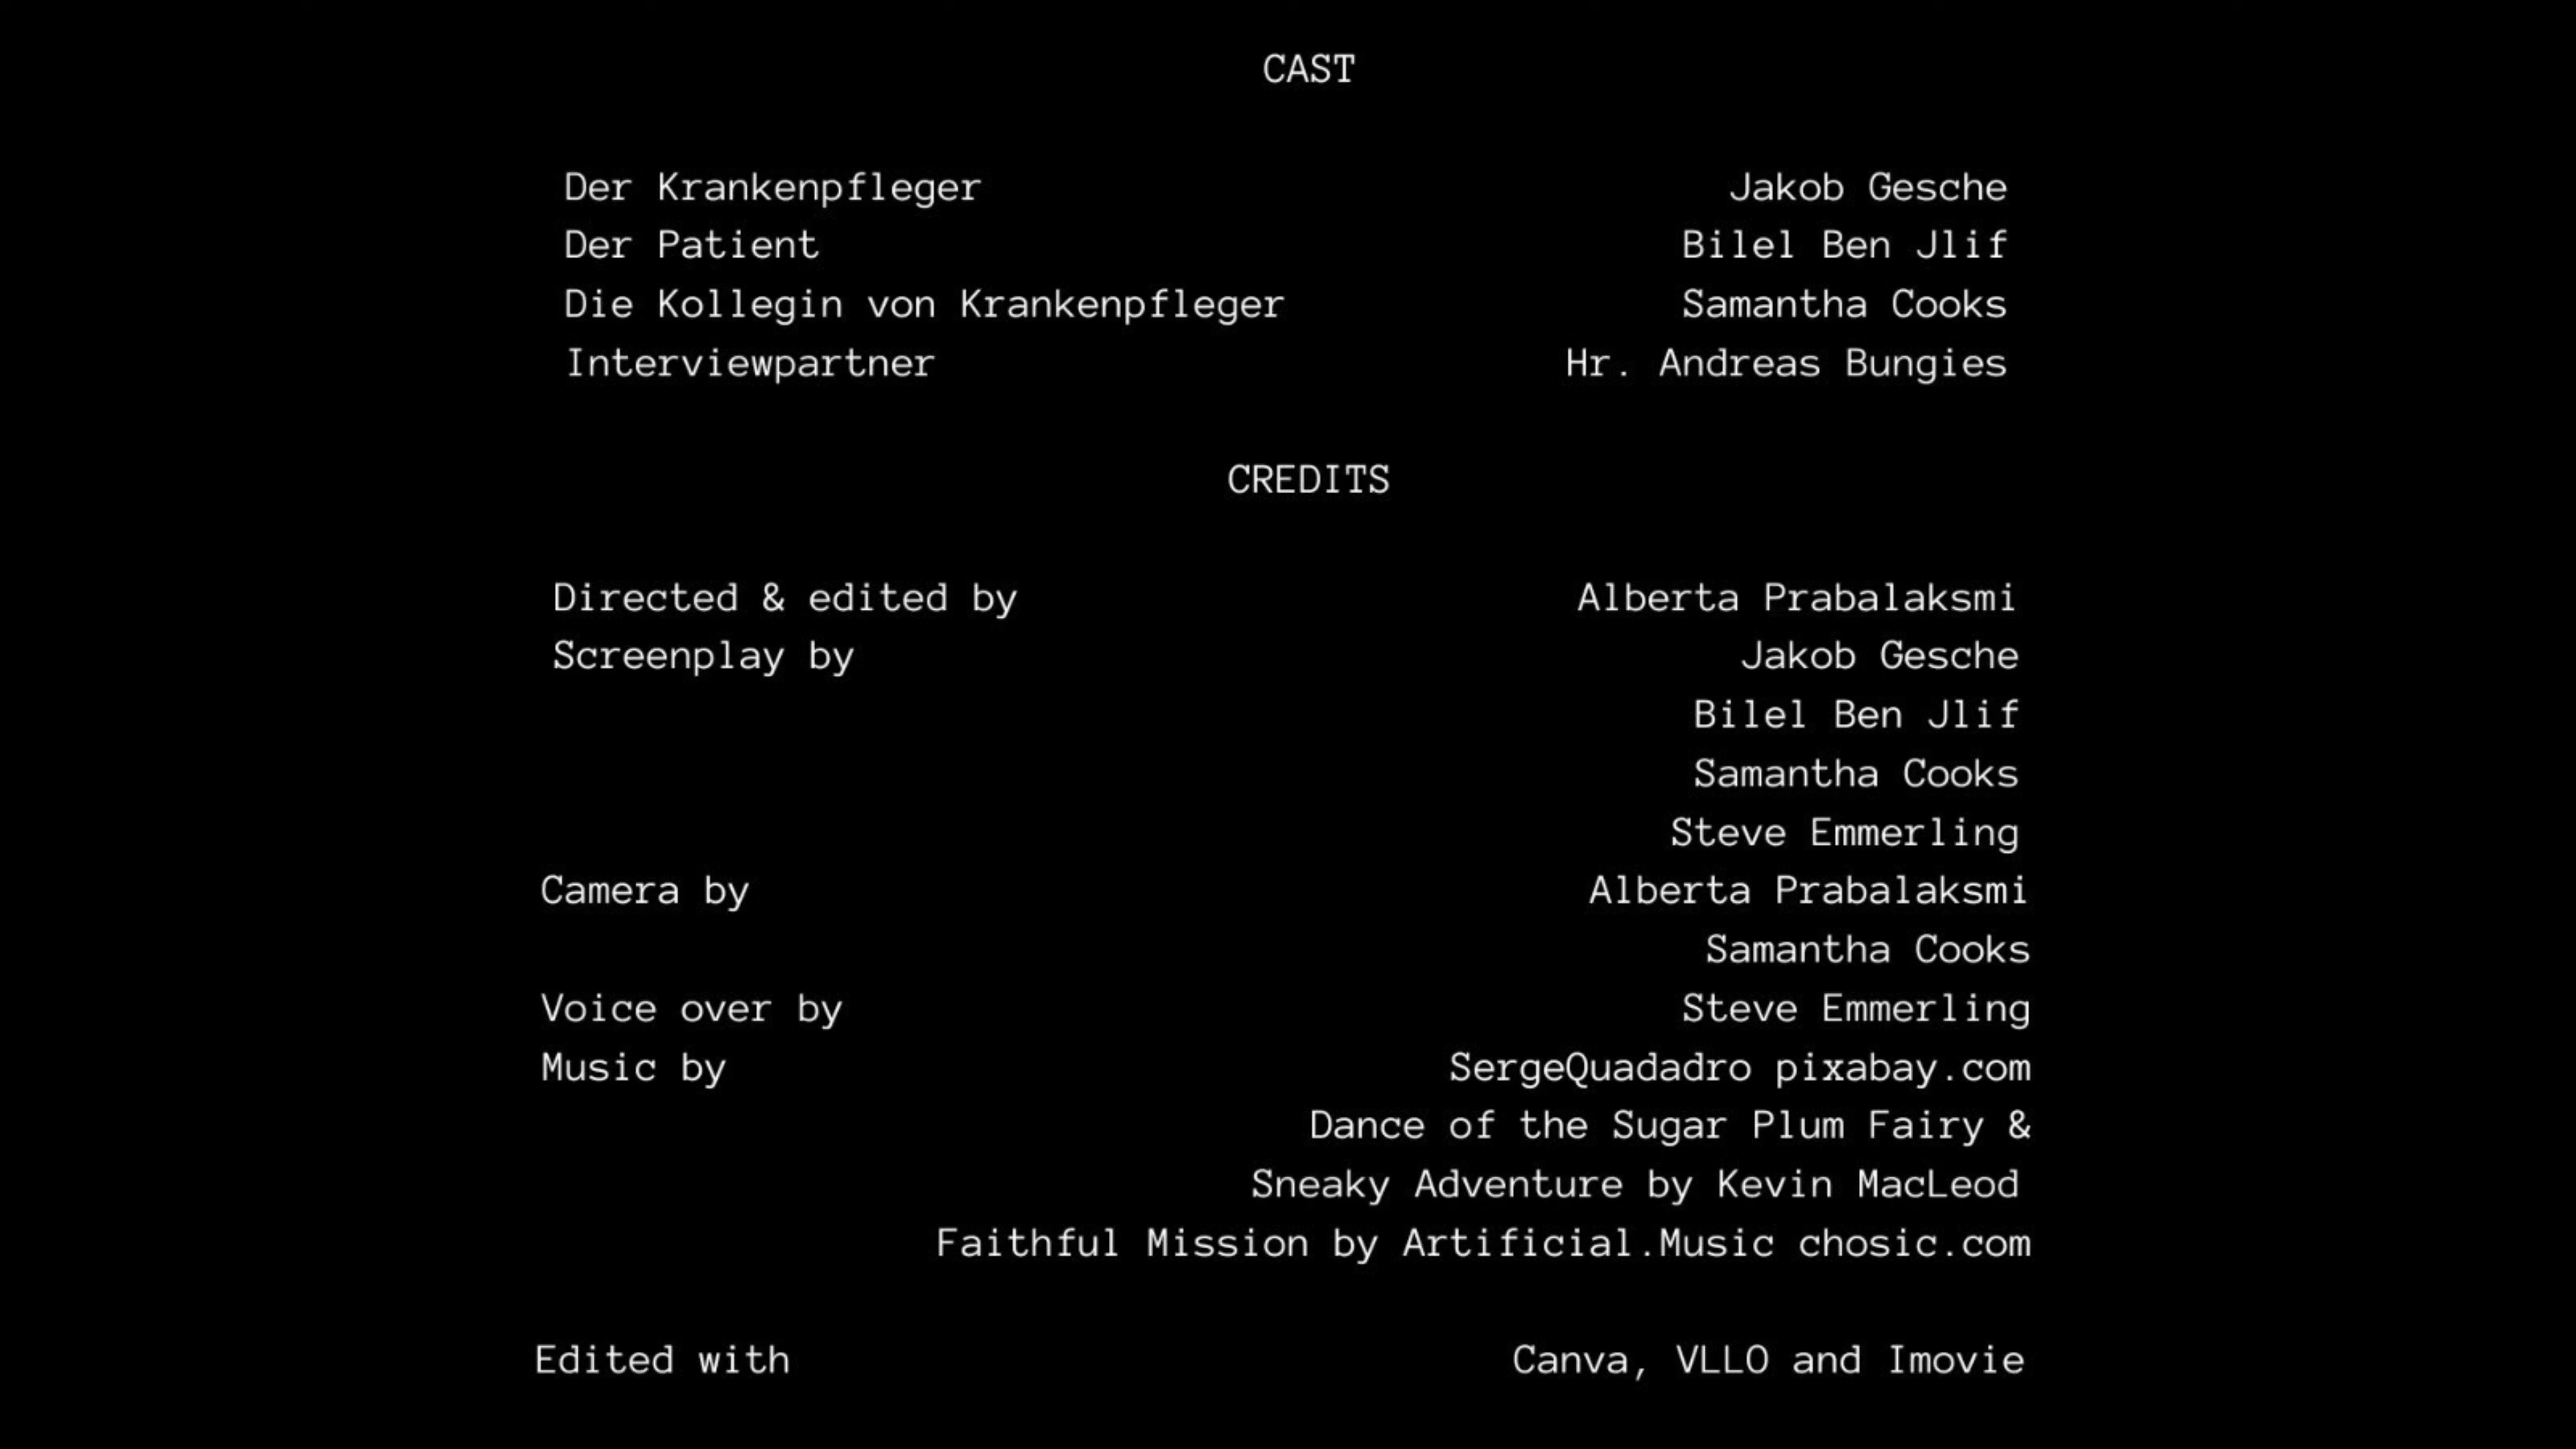 CAST
Der Krankenpfleger Jakob Gesche
Der Patient Bilel Ben Jlif
Die Kollegin von Krankenpfleger Samantha Cooks
Interviewpartner Hr. Andreas Bungies
CREDITS
Directed & edited by Alberta Prabalaksmi
Screenplay by Jakob Gesche
Bilel Ben Jlif
Samantha Cooks
Steve Emmerling
Camera by Alberta Prabalaksmi
Samantha Cooks
Voice over by Steve Emmerling
Music by SergeQuadadro pixabay.com
Dance of the Sugar Plum Fairy &
Sneaky Adventure by Kevin MacLeod
Faithful Mission by Artificial.Music chosic.com
Edited with Canva, VLLO and Imovie